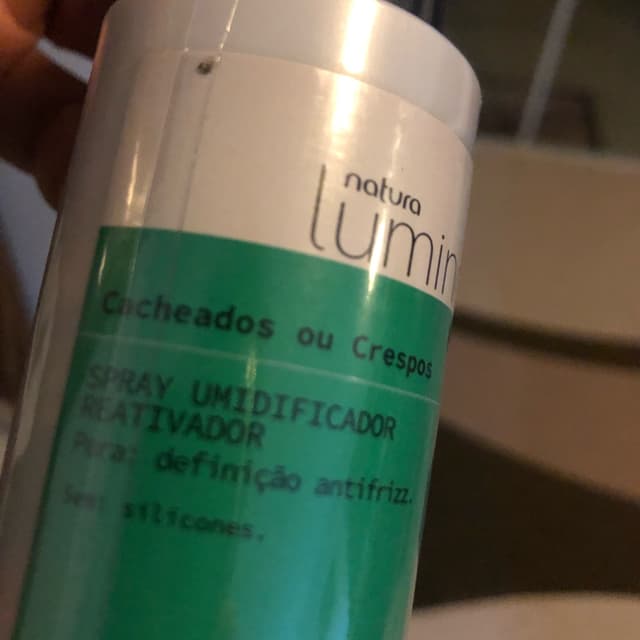 natura
lumin
Cacheados ou Crespos
SPRAY UMIDIFICADOR
REATIVADOR
Para: definição antifrizz.
Sem: silicones.